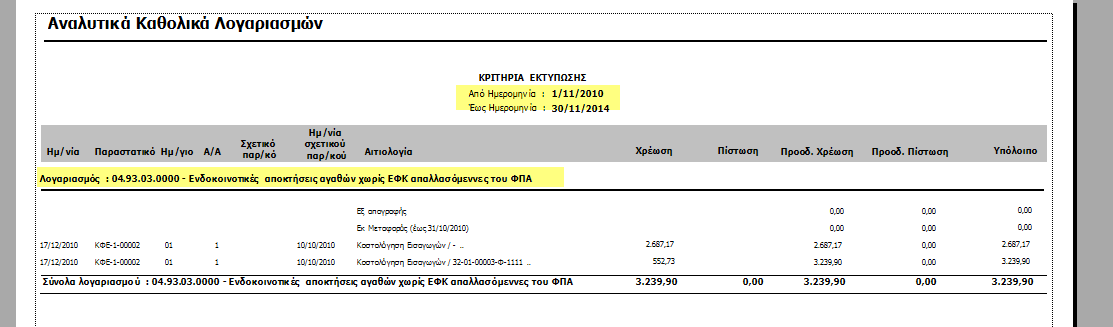 Αναλυτικά Καθολικά Λογαριασμών
ΚΡΙΤΗΡΙΑ ΕΚΤΥΠΩΣΗΣ
Από Ημερομηνία : 1/11/2010
Έως Ημερομηνία : 30/11/2014
Ημ/νία Παραστατικό Ημ/γιο Α/Α Σχετικό παρ/κό Ημ/νία σχετικού παρ/κού Αιτιολογία Χρέωση Πίστωση Προοδ. Χρέωση Προοδ. Πίστωση Υπόλοιπο
Λογαριασμός : 04.93.03.0000 - Ενδοκοινοτικές αποκτήσεις αγαθών χωρίς ΕΦΚ απαλλασόμεννες του ΦΠΑ
Εξ απογραφής 0,00 0,00 0,00
Εκ Μεταφοράς (έως 31/10/2010) 0,00 0,00 0,00
17/12/2010 ΚΦΕ-1-00002 01 1 10/10/2010 Κοστολόγηση Εισαγωγών / - .. 2.687,17 2.687,17 0,00 2.687,17
17/12/2010 ΚΦΕ-1-00002 01 1 10/10/2010 Κοστολόγηση Εισαγωγών / 32-01-00003-Φ-1111 .. 552,73 3.239,90 0,00 3.239,90
Σύνολα λογαριασμού : 04.93.03.0000 - Ενδοκοινοτικές αποκτήσεις αγαθών χωρίς ΕΦΚ απαλλασόμεννες του ΦΠΑ 3.239,90 0,00 3.239,90 0,00 3.239,90